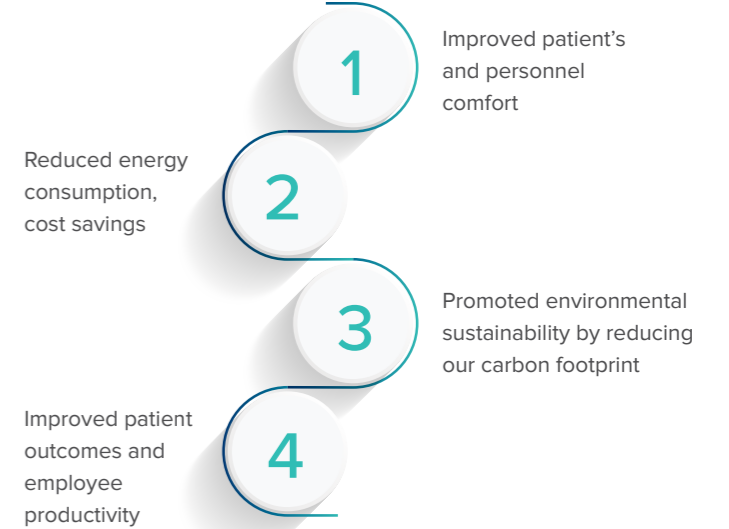 1
Improved patient's
and personnel
comfort
2
Reduced energy
consumption,
cost savings
3
Promoted environmental
sustainability by reducing
our carbon footprint
4
Improved patient
outcomes and
employee
productivity